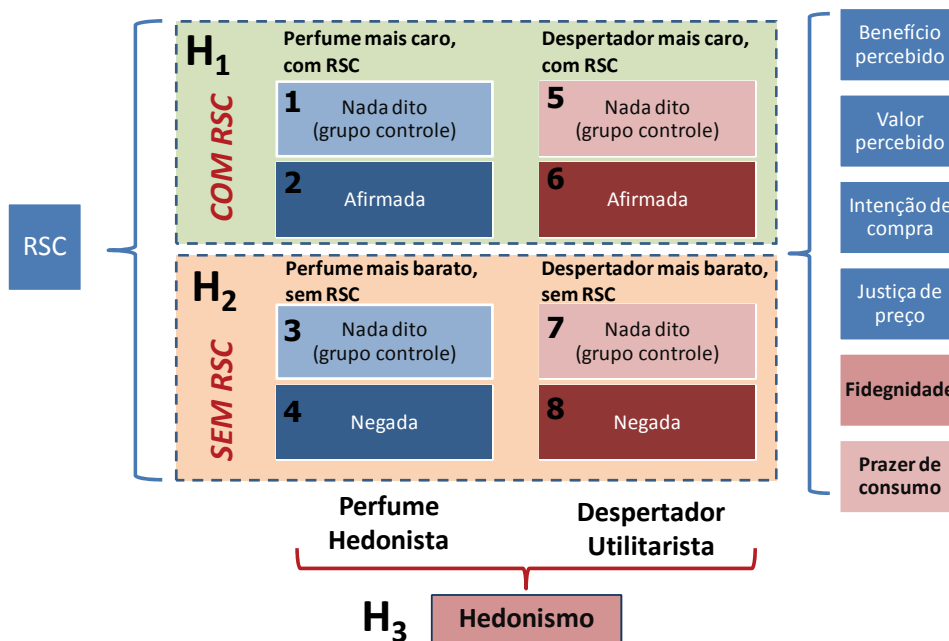 RSC
H1
COM RSC
Perfume mais caro,
com RSC
1
Nada dito
(grupo controle)
2
Afirmada
Despertador mais caro,
com RSC
5
Nada dito
(grupo controle)
6
Afirmada
H2
SEM RSC
Perfume mais barato,
sem RSC
3
Nada dito
(grupo controle)
4
Negada
Despertador mais barato,
sem RSC
7
Nada dito
(grupo controle)
8
Negada
Perfume
Hedonista
Despertador
Utilitarista
H3
Hedonismo
Benefício
percebido
Valor
percebido
Intenção de
compra
Justiça de
preço
Fidegnidade
Prazer de
consumo